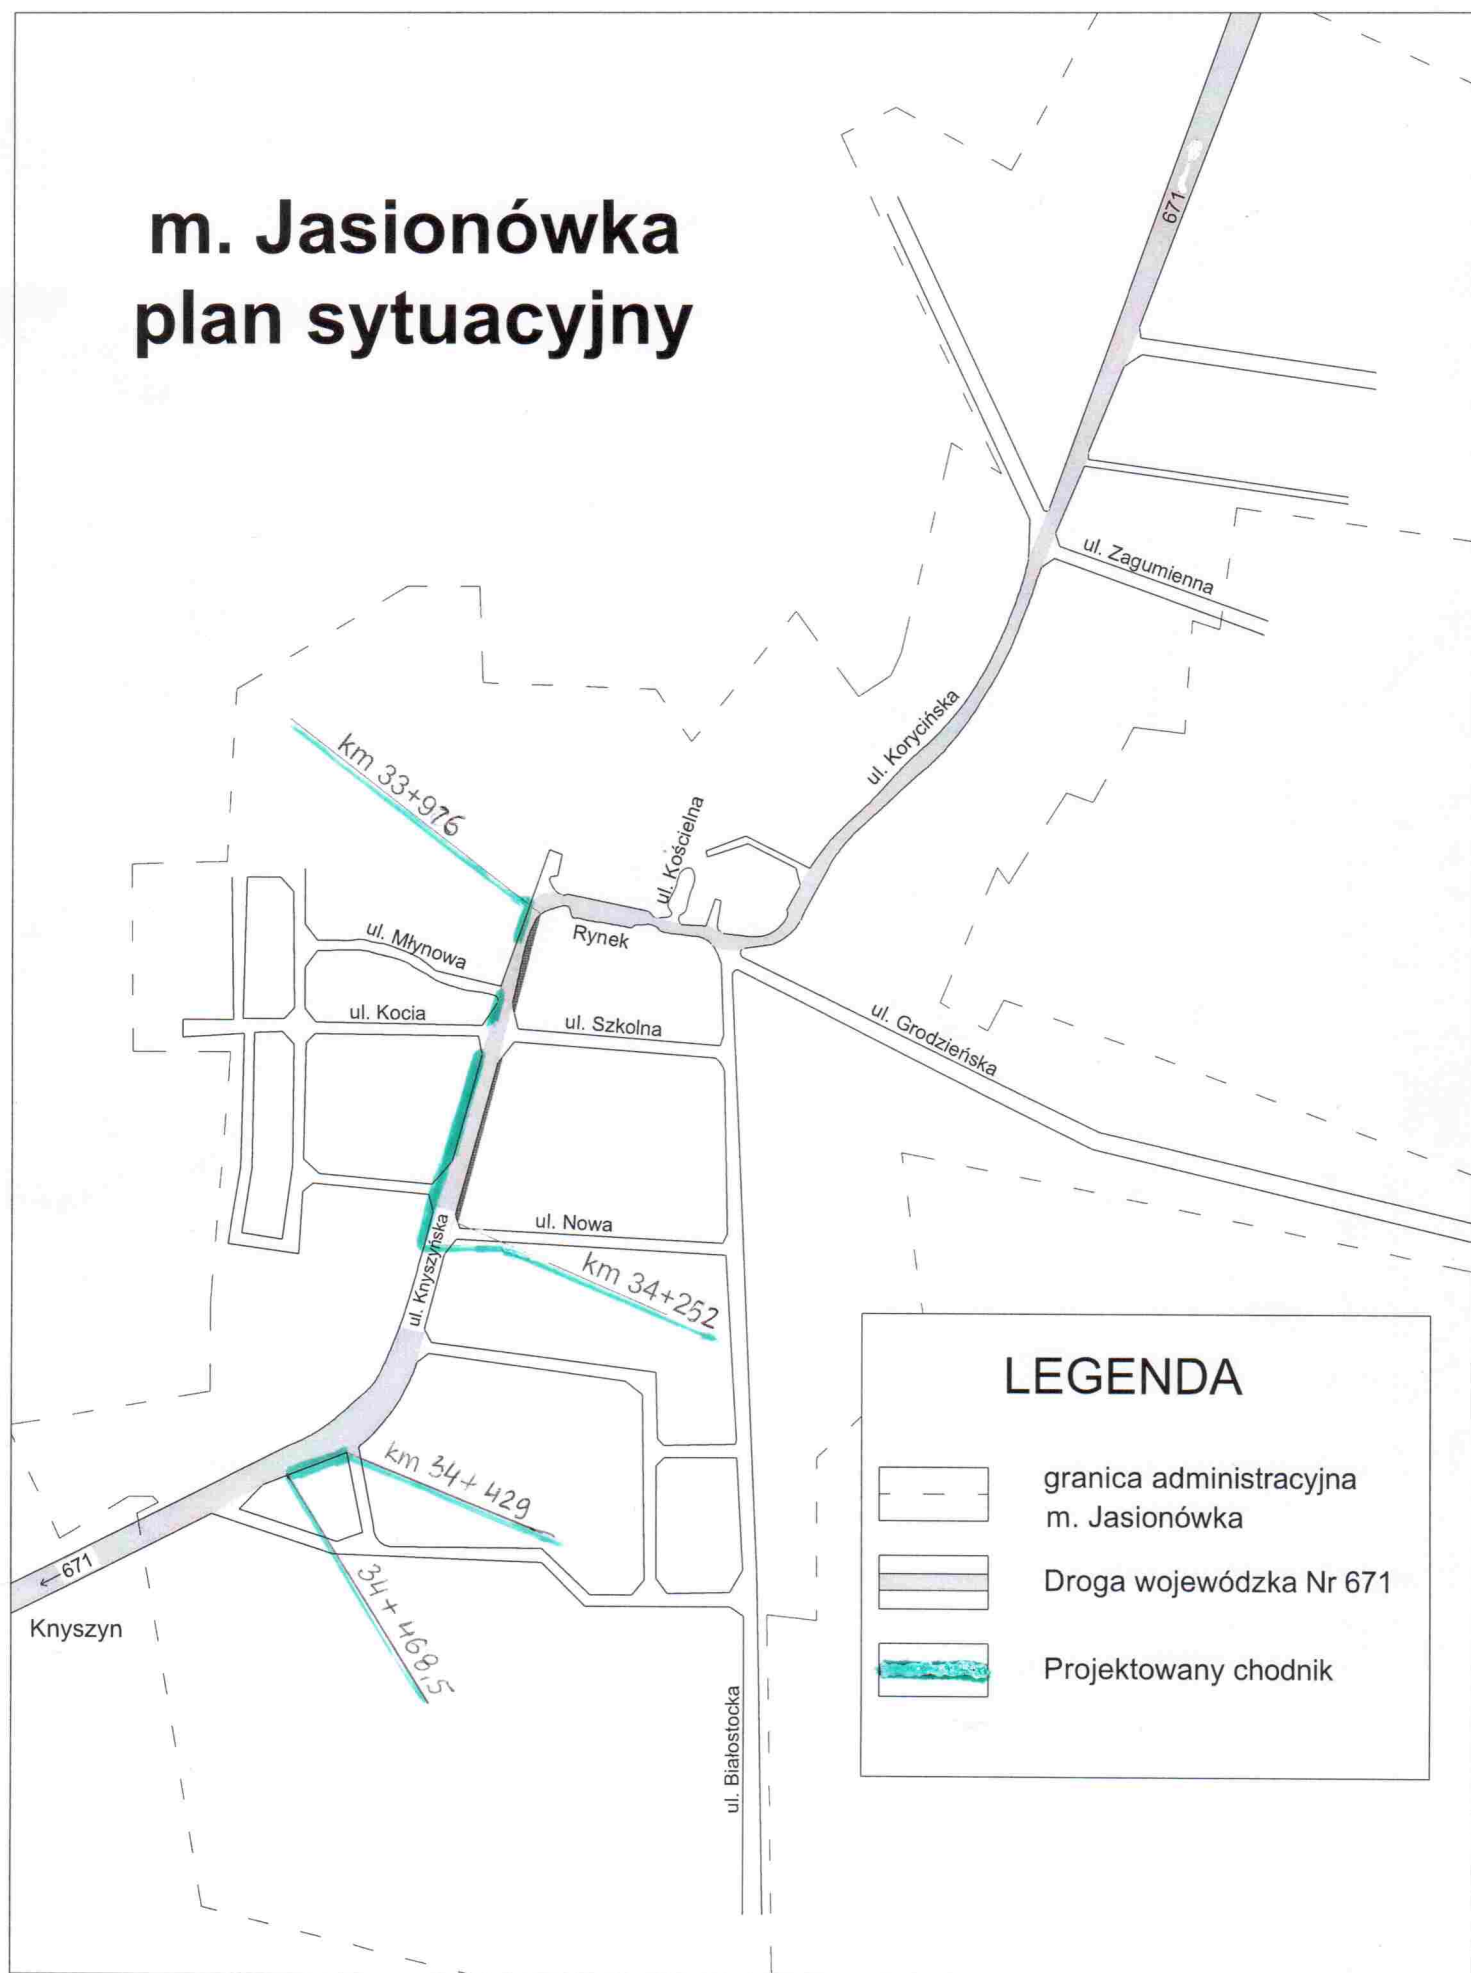 m. Jasionówka
plan sytuacyjny
671
ul. Zagumienna
ul. Korycińska
km 33+976
ul. Kościelna
Rynek
ul. Młynowa
ul. Kocia
ul. Szkolna
ul. Grodzieńska
ul. Nowa
ul. Knyszyńska
km 34+252
km 34+429
34+468,5
←671
Knyszyn
ul. Białostocka
LEGENDA
granica administracyjna
m. Jasionówka
Droga wojewódzka Nr 671
Projektowany chodnik